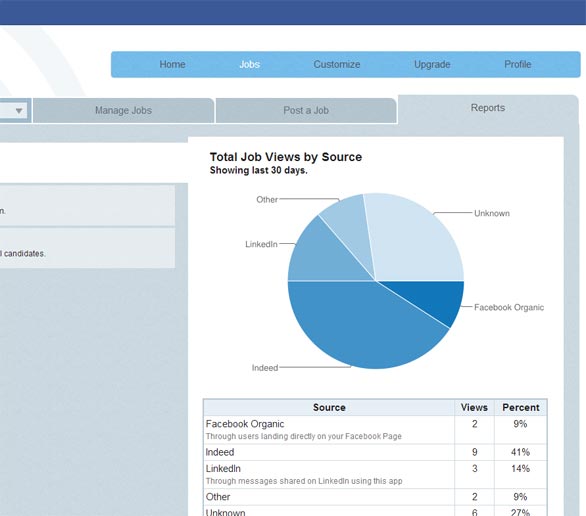 Home Jobs Customize Upgrade Profile
Manage Jobs Post a Job Reports
Total Job Views by Source
Showing last 30 days.
Other
Unknown
LinkedIn
Facebook Organic
Indeed
candidates.
Source Views Percent
Facebook Organic 2 9%
Through users landing directly on your Facebook Page
Indeed 9 41%
LinkedIn 3 14%
Through messages shared on LinkedIn using this app
Other 2 9%
Unknown 6 27%